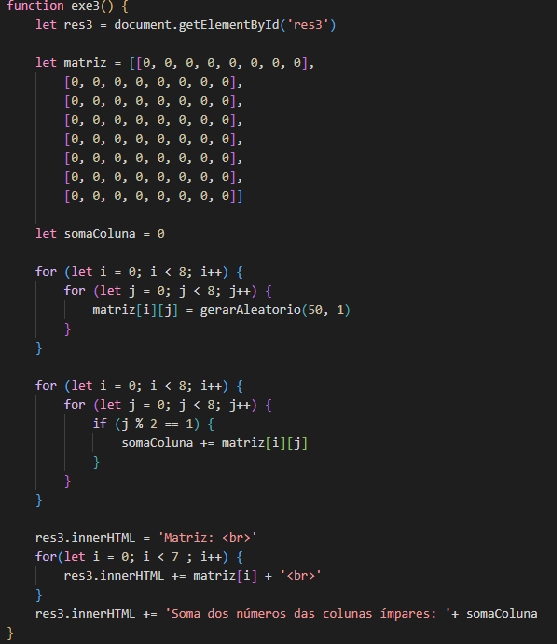 function exe3() {
let res3 = document.getElementById('res3')
let matriz = [[0, 0, 0, 0, 0, 0, 0, 0],
[0, 0, 0, 0, 0, 0, 0, 0],
[0, 0, 0, 0, 0, 0, 0, 0],
[0, 0, 0, 0, 0, 0, 0, 0],
[0, 0, 0, 0, 0, 0, 0, 0],
[0, 0, 0, 0, 0, 0, 0, 0],
[0, 0, 0, 0, 0, 0, 0, 0],
[0, 0, 0, 0, 0, 0, 0, 0]]
let somaColuna = 0
for (let i = 0; i < 8; i++) {
for (let j = 0; j < 8; j++) {
matriz[i][j] = gerarAleatorio(50, 1)
}
}
for (let i = 0; i < 8; i++) {
for (let j = 0; j < 8; j++) {
if (j % 2 == 1) {
somaColuna += matriz[i][j]
}
}
}
res3.innerHTML = 'Matriz: <br>'
for(let i = 0; i < 7 ; i++) {
res3.innerHTML += matriz[i] + '<br>'
}
res3.innerHTML += 'Soma dos números das colunas ímpares: '+ somaColuna
}